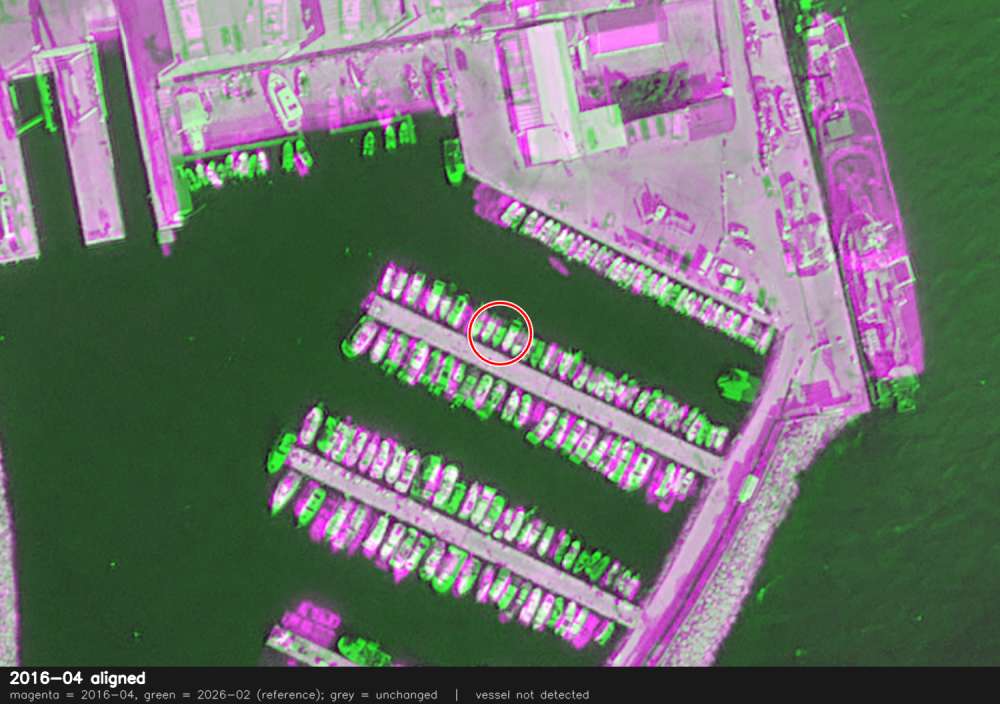 2016-04 aligned
magenta = 2016-04, green = 2026-02 (reference); grey = unchanged | vessel not detected